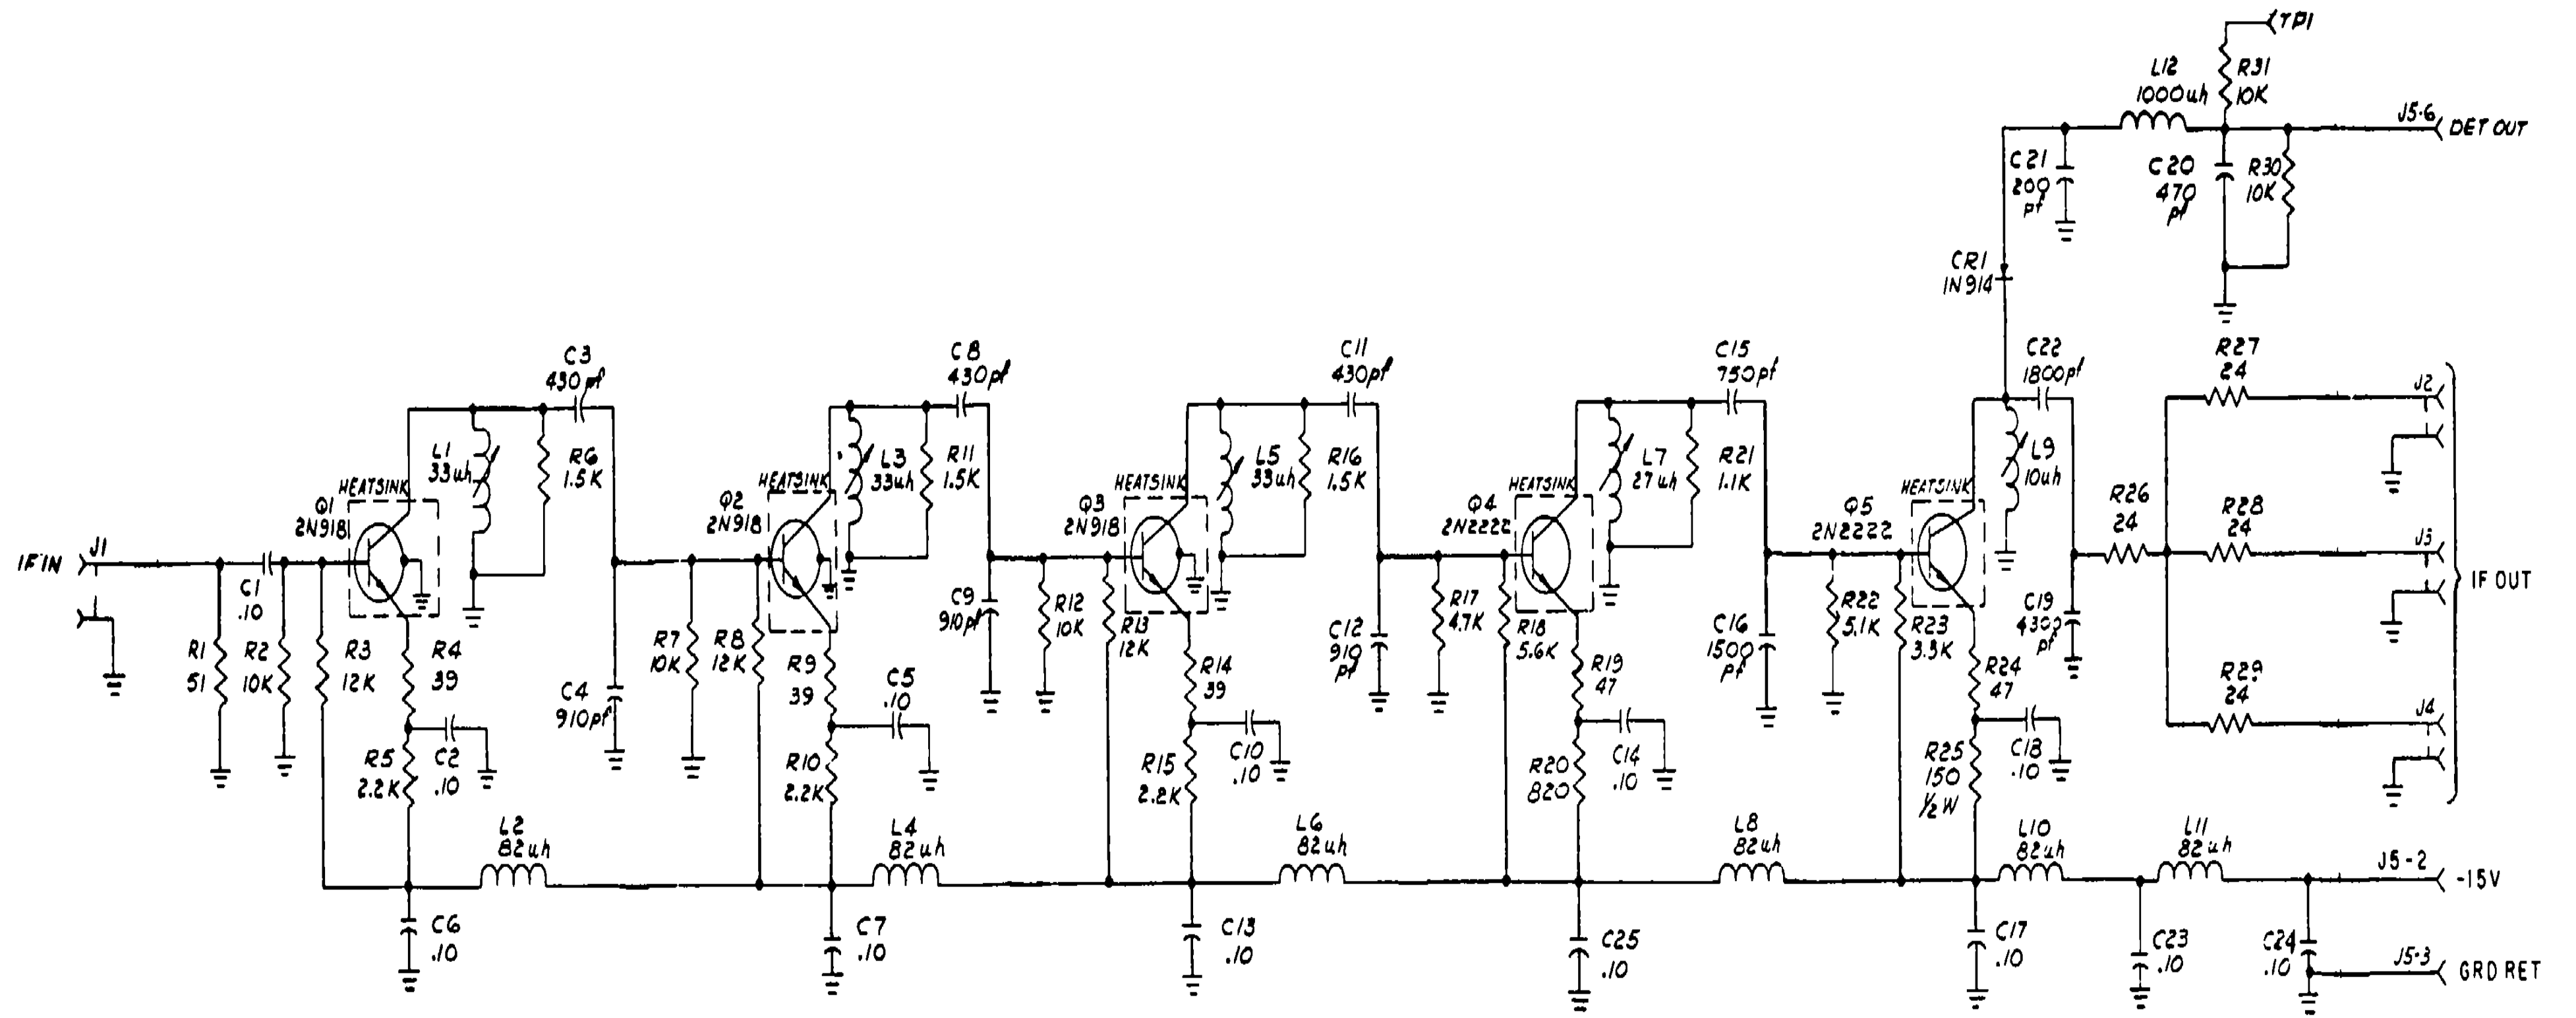 TP1
L12
1000uh
R31
10K
J5-6
DET OUT
C21
200
pf
C20
470
pf
R30
10K
CR1
1N914
C3
430pf
C8
430pf
C11
430pf
C15
750pf
C22
1800pf
R27
24
J2
L1
33uh
R6
1.5K
L3
33uh
R11
1.5K
L5
33uh
R16
1.5K
L7
27uh
R21
1.1K
L9
10uh
HEATSINK
HEATSINK
HEATSINK
HEATSINK
HEATSINK
Q1
2N918
Q2
2N918
Q3
2N918
Q4
2N2222
Q5
2N2222
R26
24
R28
24
J3
IF IN
J1
IF OUT
C1
.10
R1
51
R2
10K
R3
12K
R4
39
C4
910pf
R7
10K
R8
12K
R9
39
C5
.10
C9
910pf
R12
10K
R13
12K
R14
39
C12
910
pf
R17
4.7K
R18
5.6K
R19
47
C16
1500
pf
R22
5.1K
R23
3.3K
R24
47
C19
4300
pf
R29
24
J4
R5
2.2K
C2
.10
R10
2.2K
R15
2.2K
C10
.10
R20
820
C14
.10
R25
150
1/2 W
C18
.10
L2
82uh
L4
82uh
L6
82uh
L8
82uh
L10
82uh
L11
82uh
J5-2
-15V
C6
.10
C7
.10
C13
.10
C25
.10
C17
.10
C23
.10
C24
.10
J5-3
GRD RET